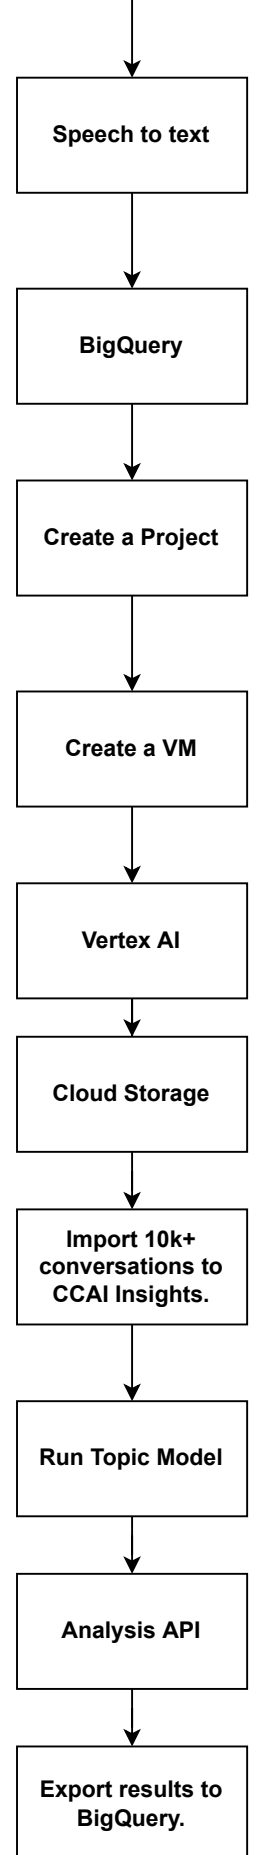 Speech to text
BigQuery
Create a Project
Create a VM
Vertex AI
Cloud Storage
Import 10k+
conversations to
CCAI Insights.
Run Topic Model
Analysis API
Export results to
BigQuery.